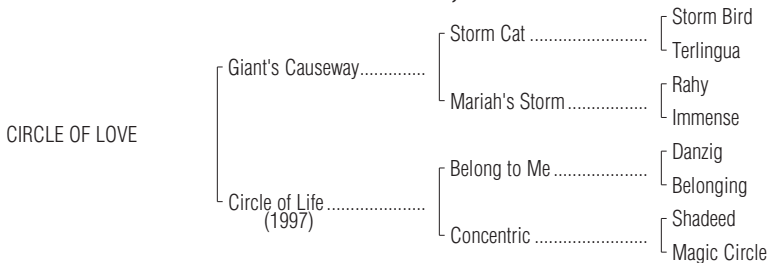 Storm Bird
Storm Cat ........................
Terlingua
Giant's Causeway..............
Rahy
Mariah's Storm .................
Immense
CIRCLE OF LOVE
Danzig
Belong to Me ....................
Belonging
Circle of Life .....................
(1997)
Shadeed
Concentric ........................
Magic Circle